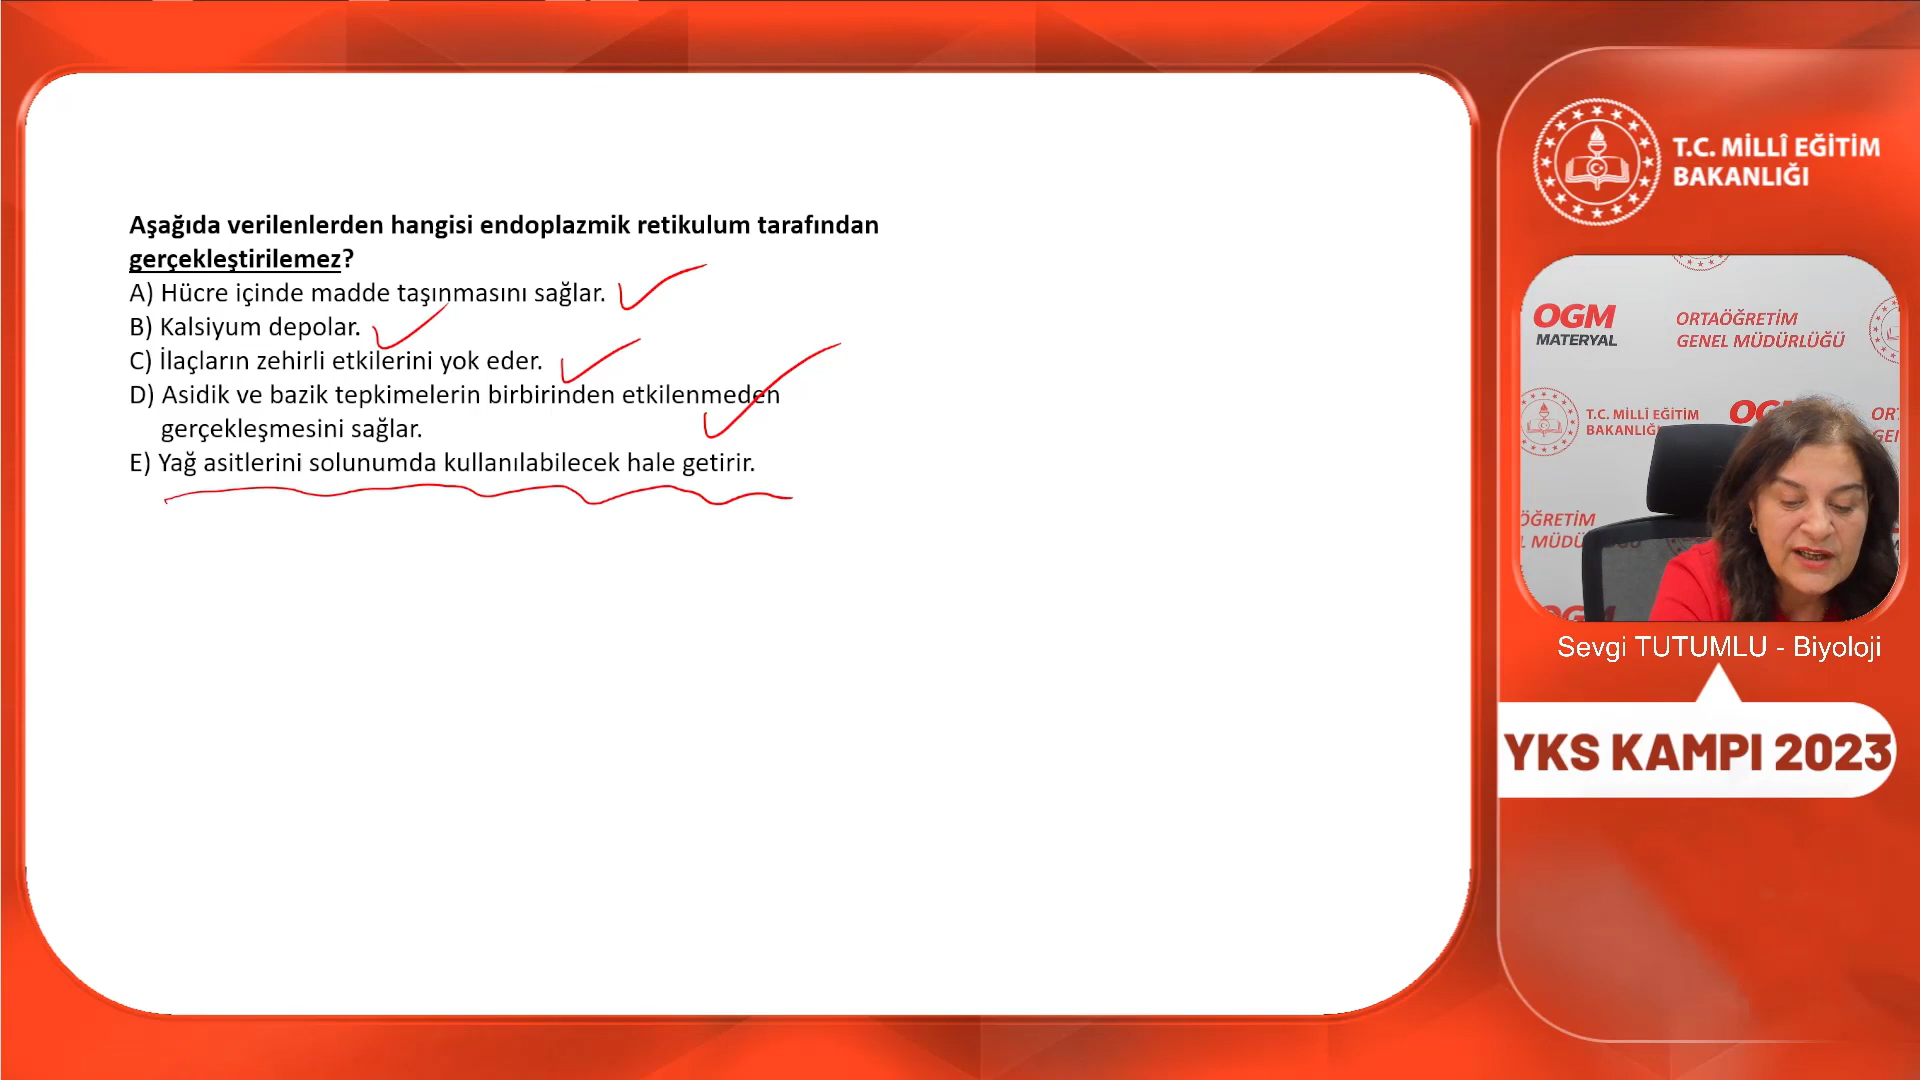 Aşağıda verilenlerden hangisi endoplazmik retikulum tarafından
gerçekleştirilemez?
A) Hücre içinde madde taşınmasını sağlar.
B) Kalsiyum depolar.
C) İlaçların zehirli etkilerini yok eder.
D) Asidik ve bazik tepkimelerin birbirinden etkilenmeden
gerçekleşmesini sağlar.
E) Yağ asitlerini solunumda kullanılabilecek hale getirir.
T.C. MİLLÎ EĞİTİM
BAKANLIĞI
OGM
MATERYAL
ORTAÖĞRETİM
GENEL MÜDÜRLÜĞÜ
T.C. MİLLÎ EĞİTİM
BAKANLIĞI
Sevgi TUTUMLU - Biyoloji
YKS KAMPI 2023